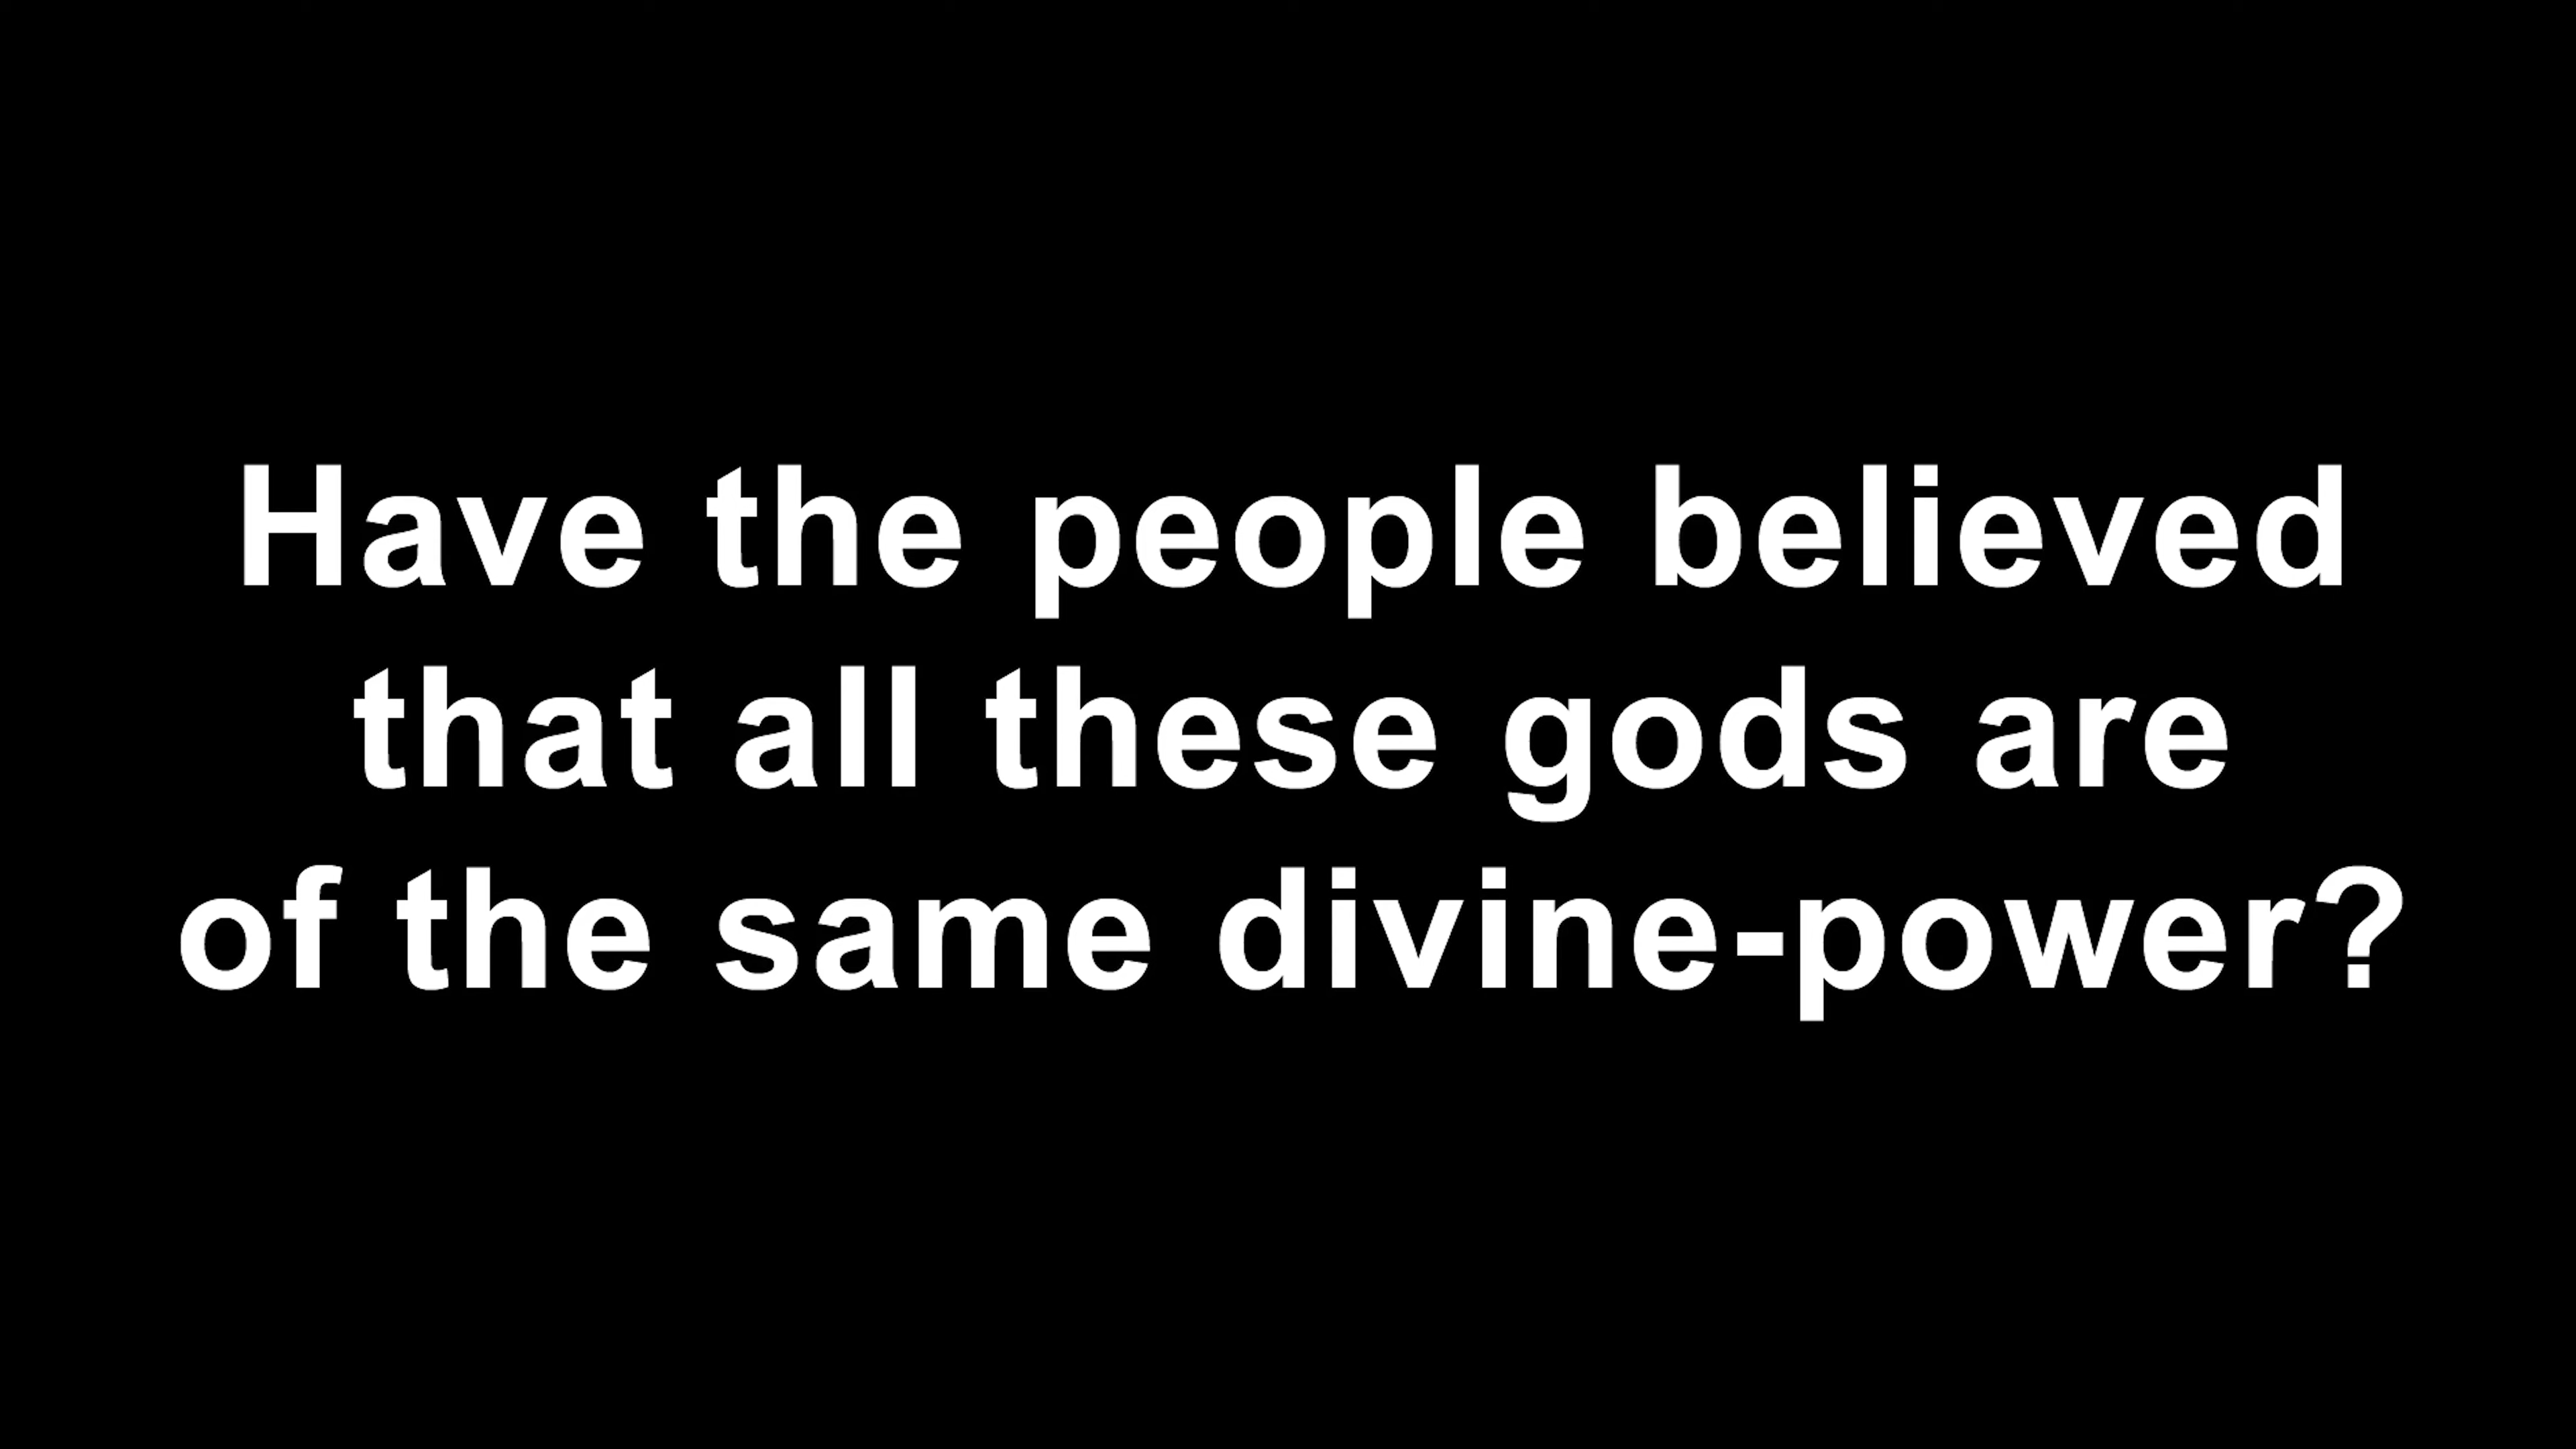 Have the people believed
that all these gods are
of the same divine-power?